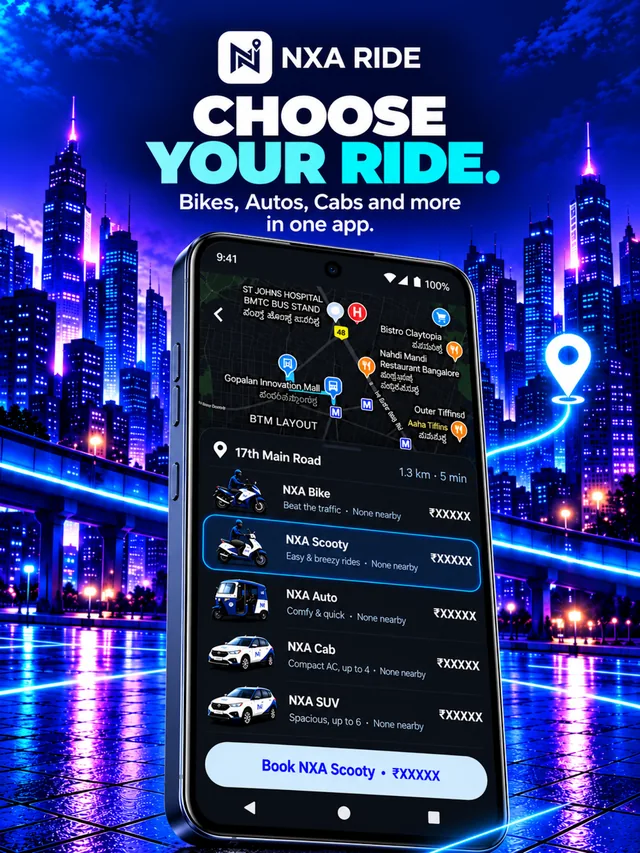 NXA RIDE
CHOOSE
YOUR RIDE.
Bikes, Autos, Cabs and more
in one app.
9:41
100%
ST JOHNS HOSPITAL
BMTC BUS STAND
H
48
Bistro Claytopia
Nahdi Mandi
Restaurant Bangalore
Gopalan Innovation Mall
M
M
M
BTM LAYOUT
Outer Tiffinsd
Aaha Tiffins
17th Main Road
1.3 km · 5 min
NXA Bike
Beat the traffic • None nearby
₹XXXXX
NXA Scooty
Easy & breezy rides • None nearby
₹XXXXX
NXA Auto
Comfy & quick • None nearby
₹XXXXX
NXA Cab
Compact AC, up to 4 • None nearby
₹XXXXX
NXA SUV
Spacious, up to 6 • None nearby
₹XXXXX
Book NXA Scooty • ₹XXXXX